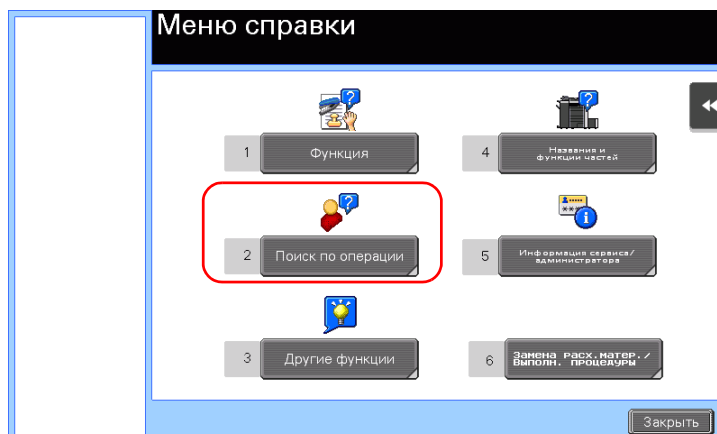 Меню справки
1 Функция
4 Названия и
функции частей
2 Поиск по операции
5 Информация сервиса/
администратора
3 Другие функции
6 Замена расх.матер./
Выполн. процедуры
Закрыть